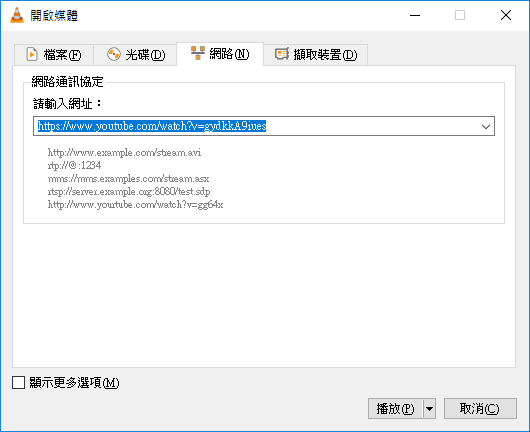 開啟媒體
檔案(F)
光碟(D)
網路(N)
擷取裝置(D)
網路通訊協定
請輸入網址：
https://www.youtube.com/watch?v=gydkkA9rues
http://www.example.com/stream.avi
rtp://@:1234
mms://mms.examples.com/stream.asx
rtsp://server.example.org:8080/test.sdp
http://www.yourtube.com/watch?v=gg64x
顯示更多選項(M)
播放(P)
取消(C)